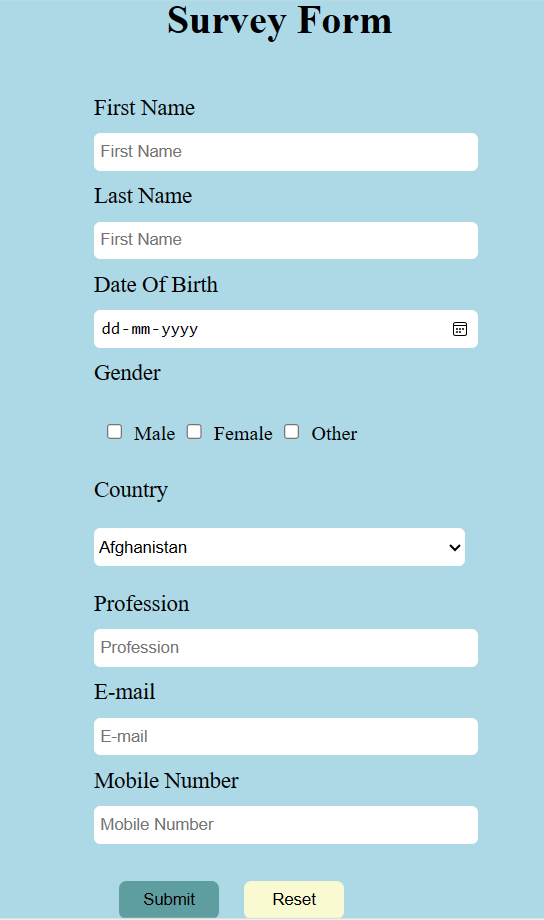 Survey Form
First Name
First Name
Last Name
First Name
Date Of Birth
dd-mm-yyyy
Gender
Male Female Other
Country
Afghanistan
Profession
Profession
E-mail
E-mail
Mobile Number
Mobile Number
Submit Reset